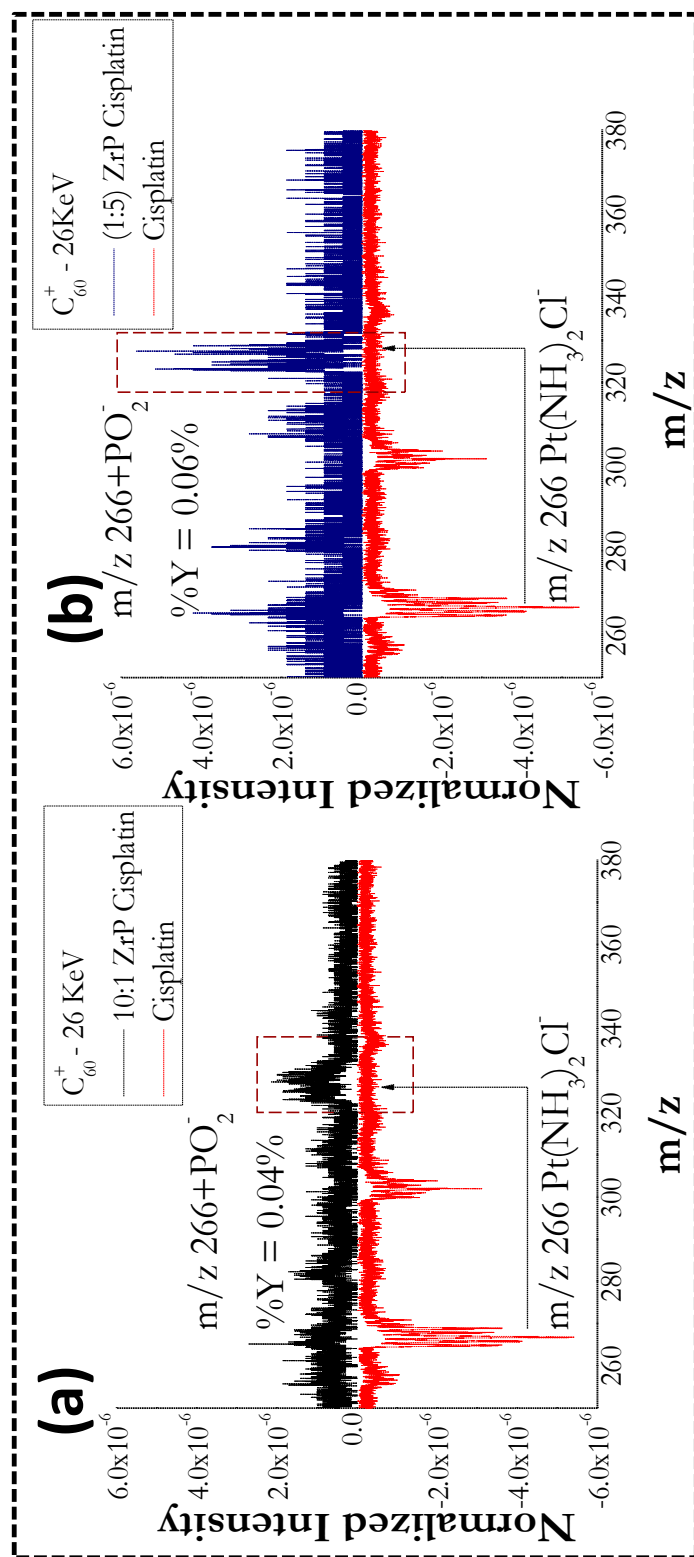 (a)
C60+ - 26 KeV
10:1 ZrP Cisplatin
Cisplatin
m/z 266+PO2-
%Y = 0.04%
m/z 266 Pt(NH3)2Cl-
Normalized Intensity
6.0x10^-6
4.0x10^-6
2.0x10^-6
0.0
-2.0x10^-6
-4.0x10^-6
-6.0x10^-6
260 280 300 320 340 360 380
m/z
(b)
C60+ - 26KeV
(1:5) ZrP Cisplatin
Cisplatin
m/z 266+PO2-
%Y = 0.06%
m/z 266 Pt(NH3)2Cl-
Normalized Intensity
6.0x10^-6
4.0x10^-6
2.0x10^-6
0.0
-2.0x10^-6
-4.0x10^-6
-6.0x10^-6
260 280 300 320 340 360 380
m/z